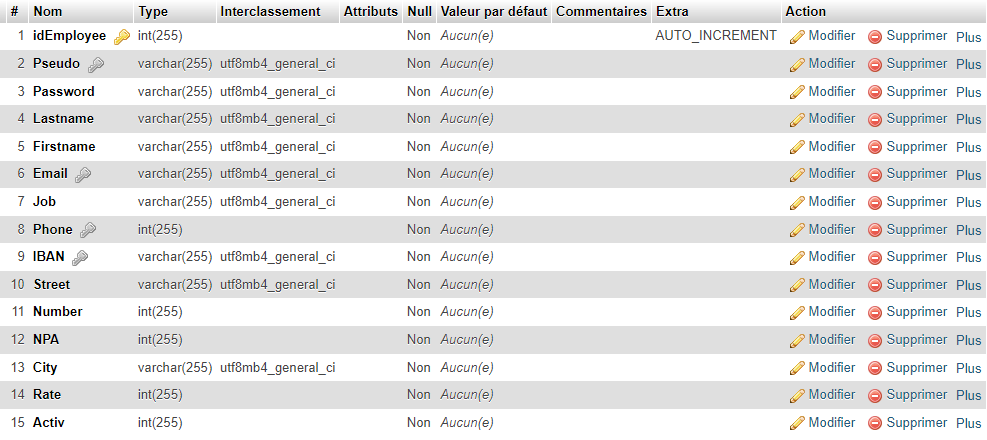 # Nom Type Interclassement Attributs Null Valeur par défaut Commentaires Extra Action
1 idEmployee int(255) Non Aucun(e) AUTO_INCREMENT Modifier Supprimer Plus
2 Pseudo varchar(255) utf8mb4_general_ci Non Aucun(e) Modifier Supprimer Plus
3 Password varchar(255) utf8mb4_general_ci Non Aucun(e) Modifier Supprimer Plus
4 Lastname varchar(255) utf8mb4_general_ci Non Aucun(e) Modifier Supprimer Plus
5 Firstname varchar(255) utf8mb4_general_ci Non Aucun(e) Modifier Supprimer Plus
6 Email varchar(255) utf8mb4_general_ci Non Aucun(e) Modifier Supprimer Plus
7 Job varchar(255) utf8mb4_general_ci Non Aucun(e) Modifier Supprimer Plus
8 Phone int(255) Non Aucun(e) Modifier Supprimer Plus
9 IBAN varchar(255) utf8mb4_general_ci Non Aucun(e) Modifier Supprimer Plus
10 Street varchar(255) utf8mb4_general_ci Non Aucun(e) Modifier Supprimer Plus
11 Number int(255) Non Aucun(e) Modifier Supprimer Plus
12 NPA int(255) Non Aucun(e) Modifier Supprimer Plus
13 City varchar(255) utf8mb4_general_ci Non Aucun(e) Modifier Supprimer Plus
14 Rate int(255) Non Aucun(e) Modifier Supprimer Plus
15 Activ int(255) Non Aucun(e) Modifier Supprimer Plus